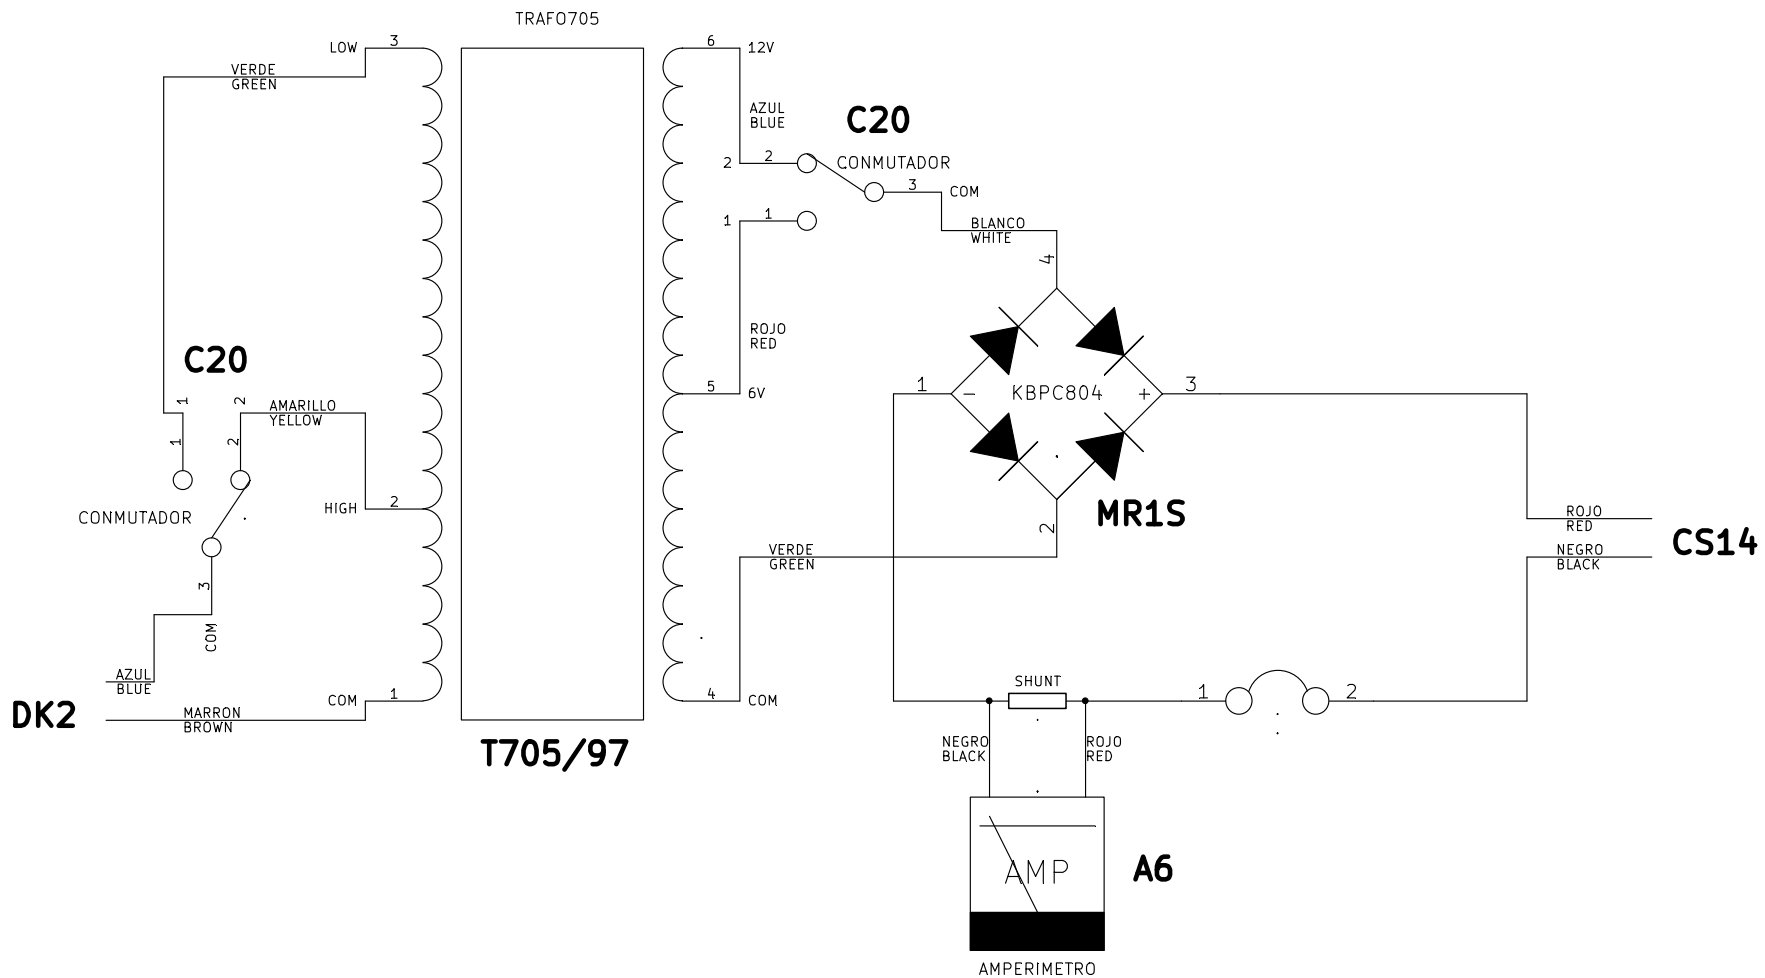 TRAFO705
LOW
3
6
12V
VERDE
GREEN
AZUL
BLUE
C20
2
2
CONMUTADOR
3
COM
1
1
BLANCO
WHITE
4
ROJO
RED
C20
5
6V
1
-
KBPC804
+
3
1
2
AMARILLO
YELLOW
1
2
HIGH
2
CONMUTADOR
MR1S
2
ROJO
RED
CS14
NEGRO
BLACK
VERDE
GREEN
3
COM
AZUL
BLUE
DK2
MARRON
BROWN
COM
1
4
COM
SHUNT
1
2
T705/97
NEGRO
BLACK
ROJO
RED
AMP
A6
AMPERIMETRO